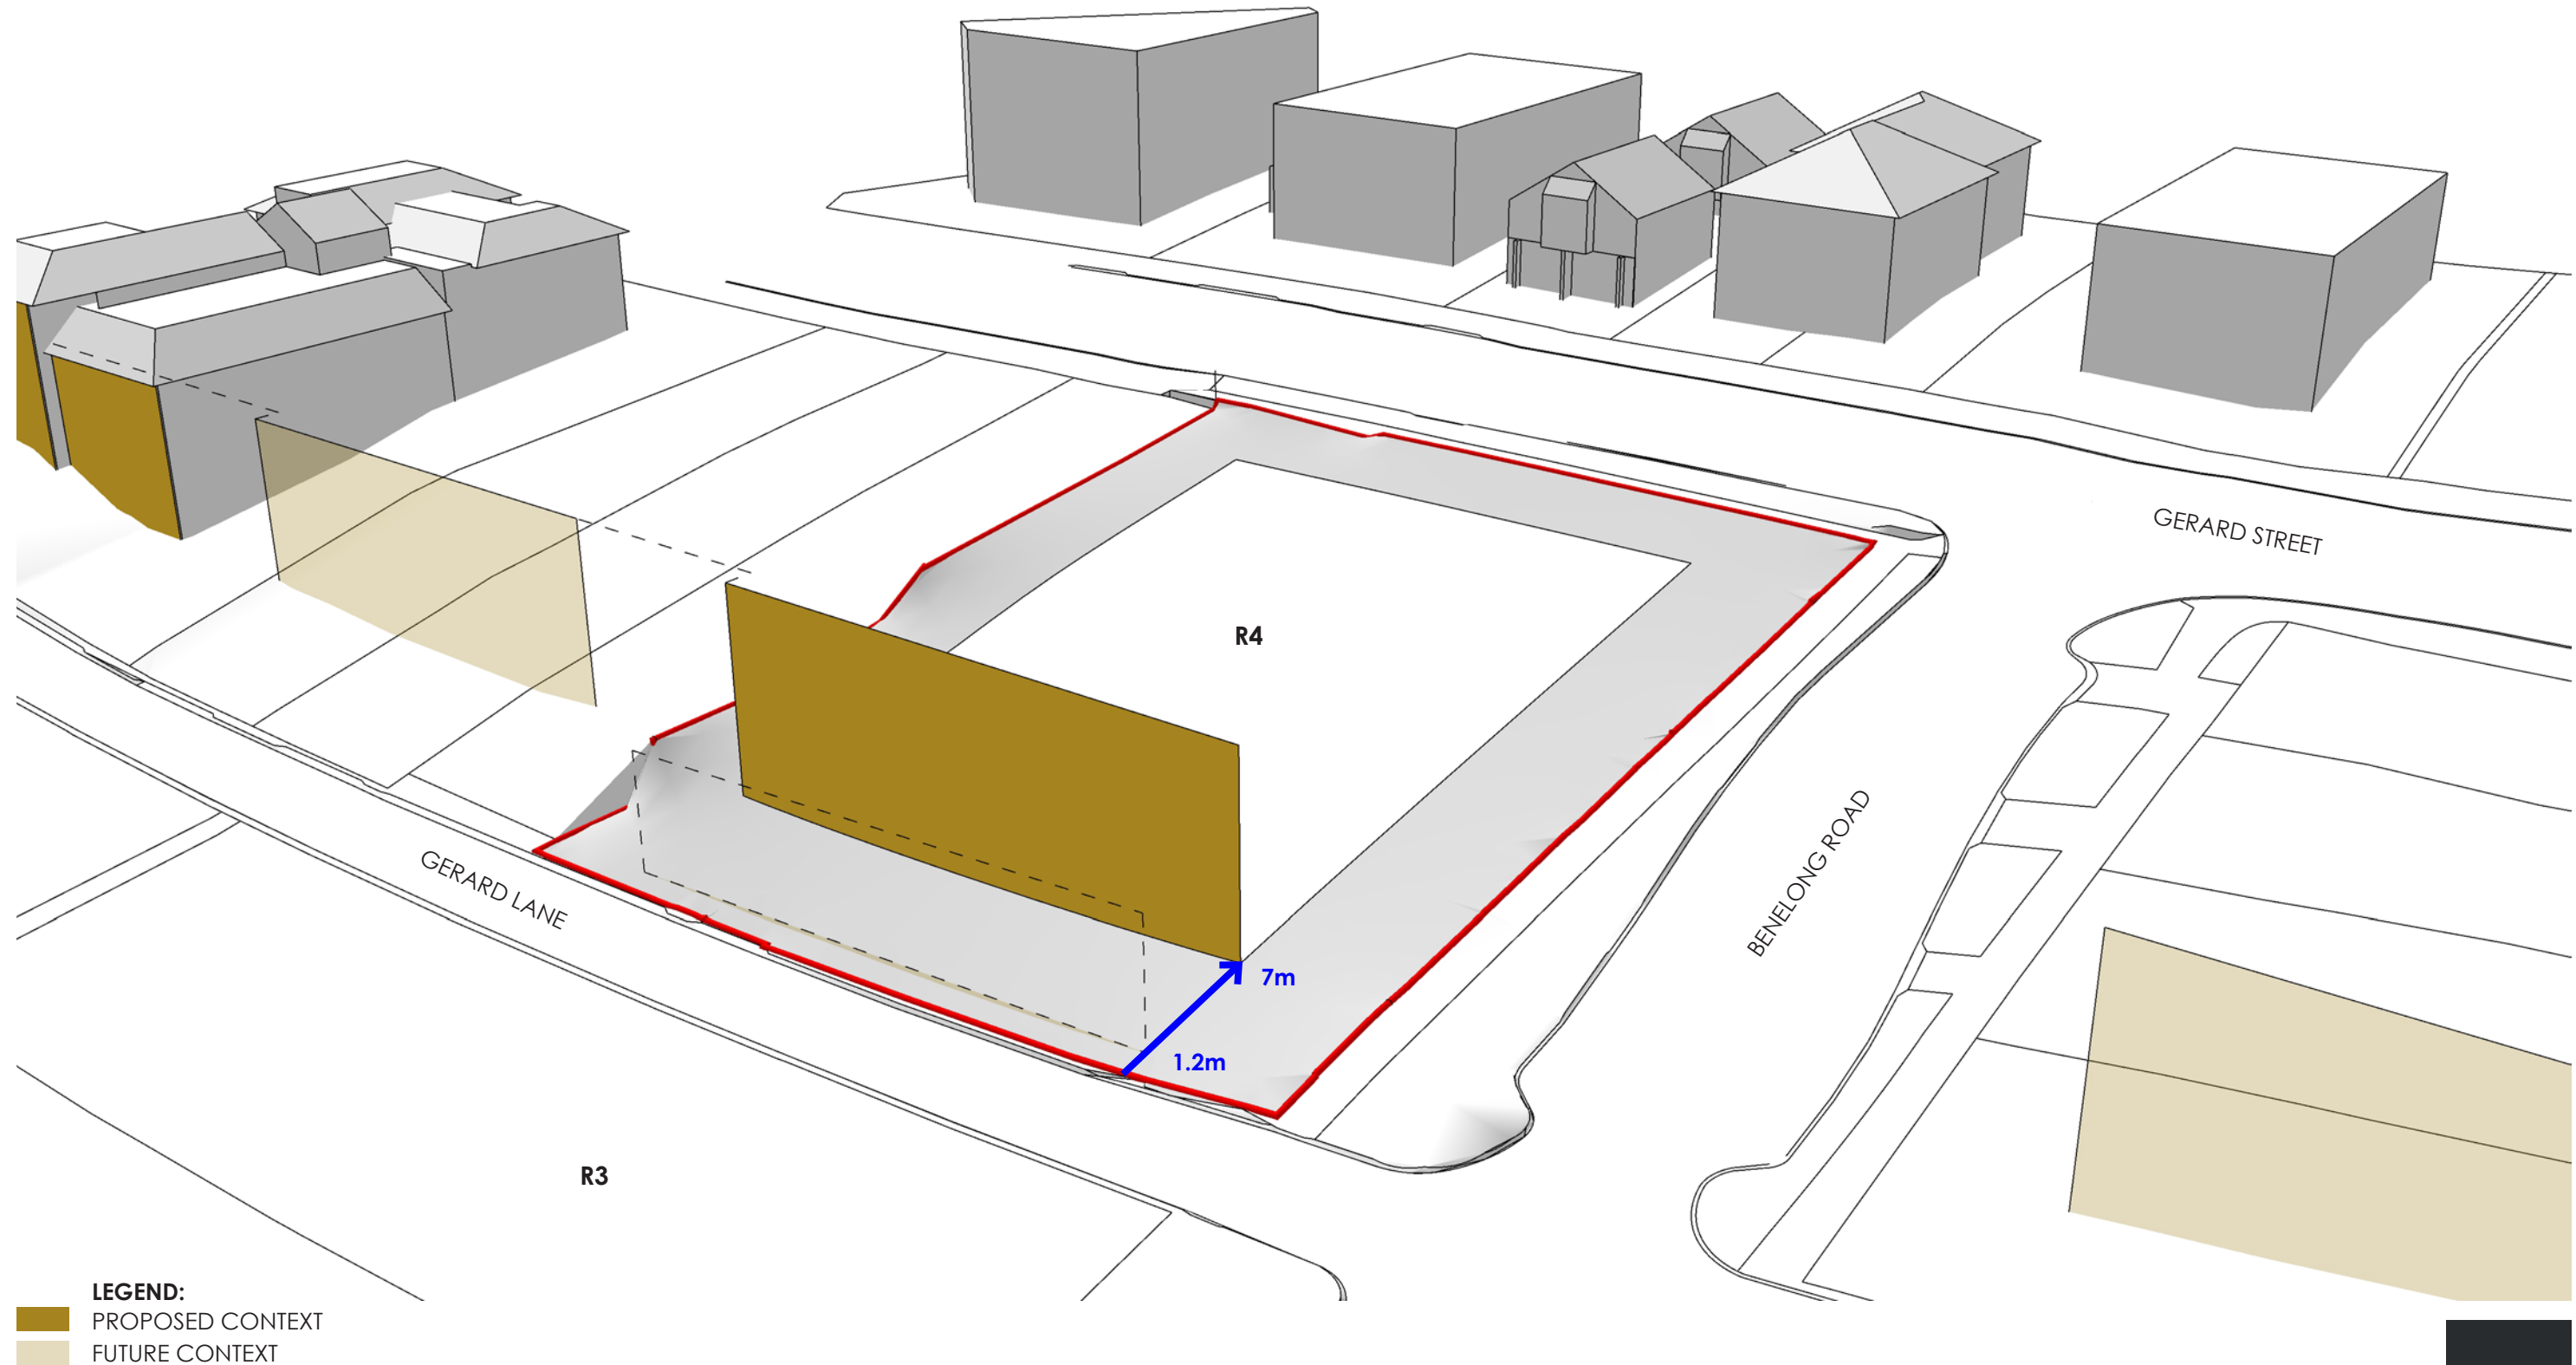 GERARD STREET
R4
BENELONG ROAD
GERARD LANE
7m
1.2m
R3
LEGEND:
PROPOSED CONTEXT
FUTURE CONTEXT